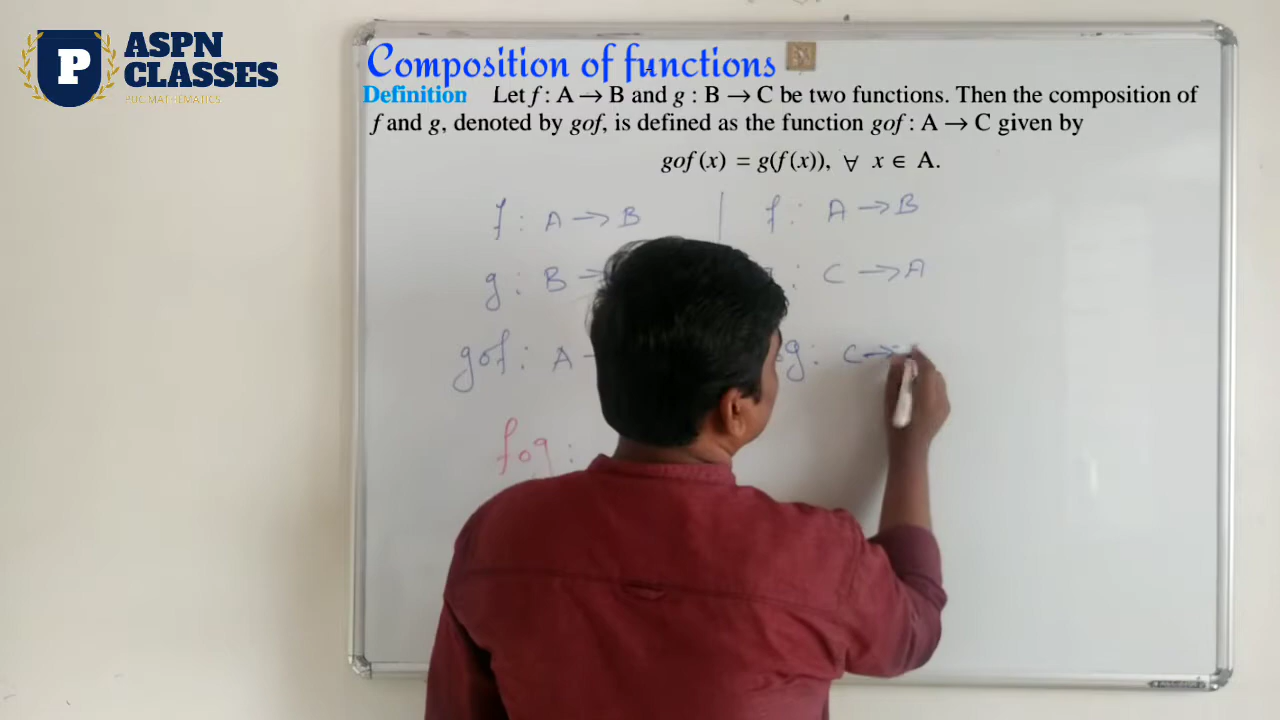 P
ASPN
CLASSES
PUC MATHEMATICS
Composition of functions
Definition Let f : A → B and g : B → C be two functions. Then the composition of
f and g, denoted by gof, is defined as the function gof : A → C given by
gof (x) = g(f (x)), ∀ x ∈ A.
f : A → B
g : B →
gof : A
fog :
f : A → B
: C → A
og : C →